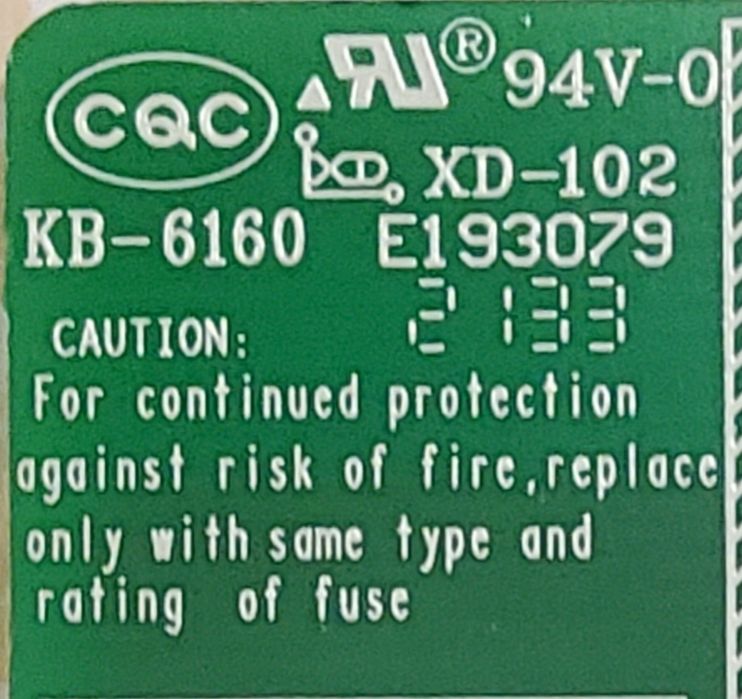 CQC RU® 94V-0
XD-102
KB-6160 E193079
2133
CAUTION:
For continued protection
against risk of fire,replace
only with same type and
rating of fuse